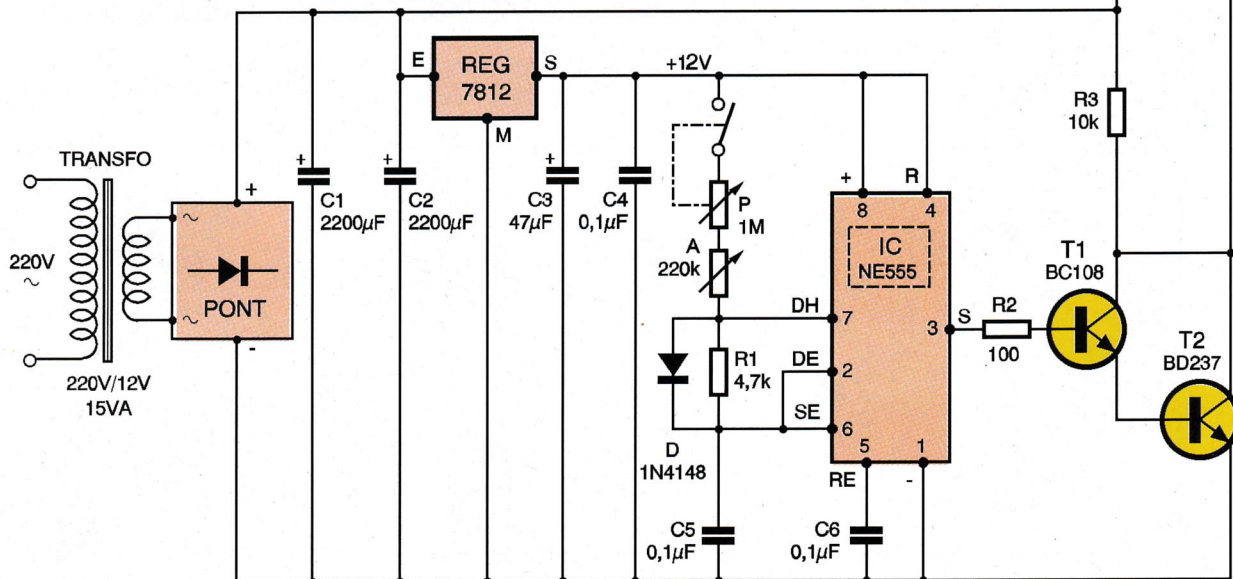 TRANSFO
220V
~
220V/12V
15VA
+
~
PONT
~
-
+
C1
2200µF
+
C2
2200µF
E
REG
7812
S
M
+
C3
47µF
C4
0,1µF
+12V
P
1M
A
220k
DH
R1
4,7k
DE
SE
D
1N4148
C5
0,1µF
+
R
8
4
IC
NE555
7
2
6
3
5
1
RE
-
C6
0,1µF
S
R2
100
R3
10k
T1
BC108
T2
BD237